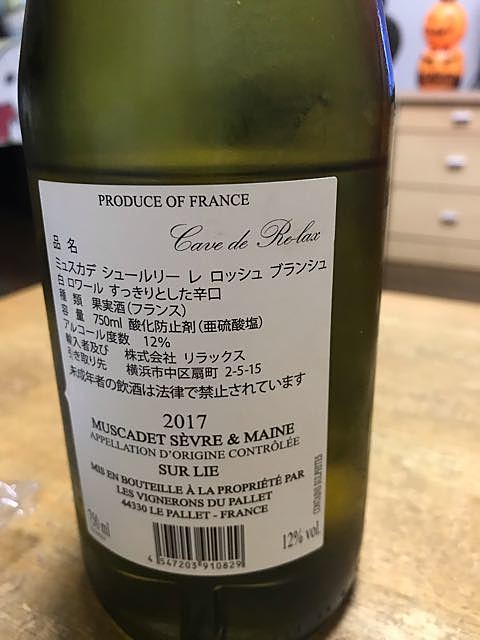 PRODUCE OF FRANCE
Cave de Re-lax
品 名
ミュスカデ シュールリー レ ロッシュ ブランシュ
白 ロワール すっきりとした辛口
種 類 果実酒(フランス)
容 量 750ml 酸化防止剤(亜硫酸塩)
アルコール度数 12%
輸入者及び 株式会社 リラックス
引き取り先 横浜市中区扇町 2-5-15
未成年者の飲酒は法律で禁止されています
2017
MUSCADET SÈVRE & MAINE
APPELLATION D'ORIGINE CONTRÔLÉE
SUR LIE
MIS EN BOUTEILLE À LA PROPRIÉTÉ PAR
LES VIGNERONS DU PALLET
44330 LE PALLET - FRANCE
750 ml
12% vol.
CONTAINS SULPHITES
4 547203 910829